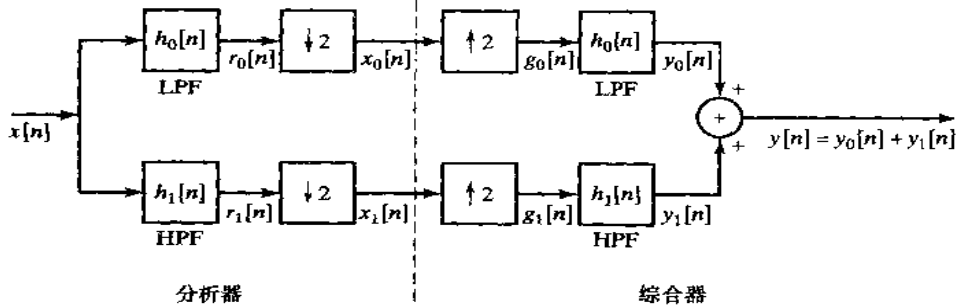 h₀[n]
r₀[n]
↓2
x₀[n]
↑2
g₀[n]
h₀[n]
y₀[n]
LPF
LPF
+
x[n]
+
y[n] = y₀[n] + y₁[n]
+
h₁[n]
r₁[n]
↓2
x₁[n]
↑2
g₁[n]
h₁[n]
y₁[n]
HPF
HPF
分析器
综合器